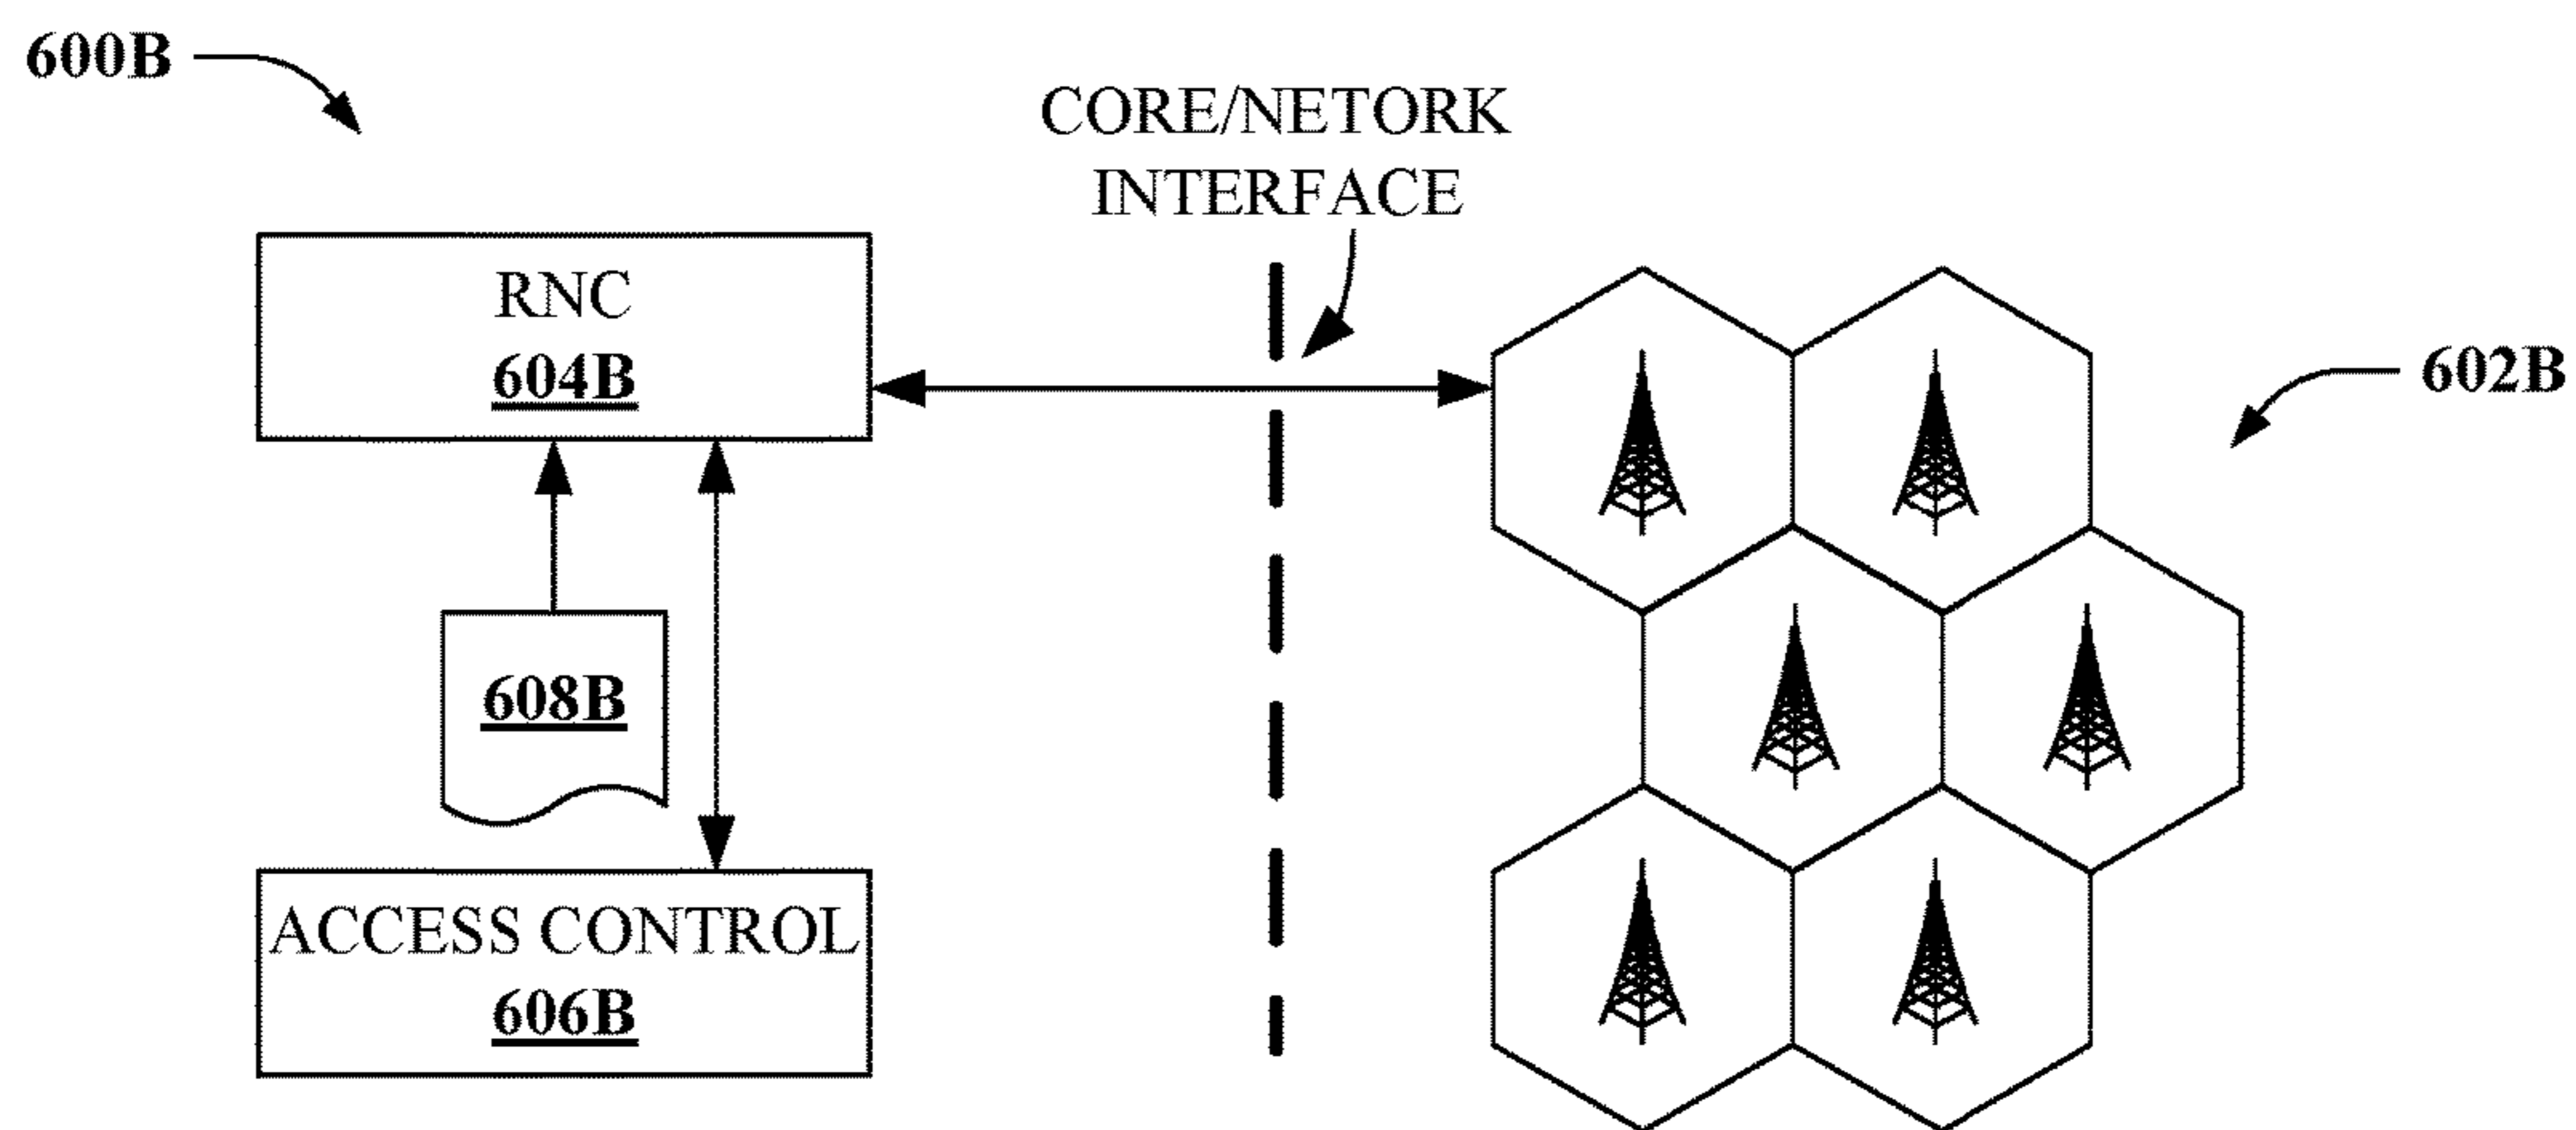 600B
CORE/NETORK
INTERFACE
RNC
604B
602B
608B
ACCESS CONTROL
606B